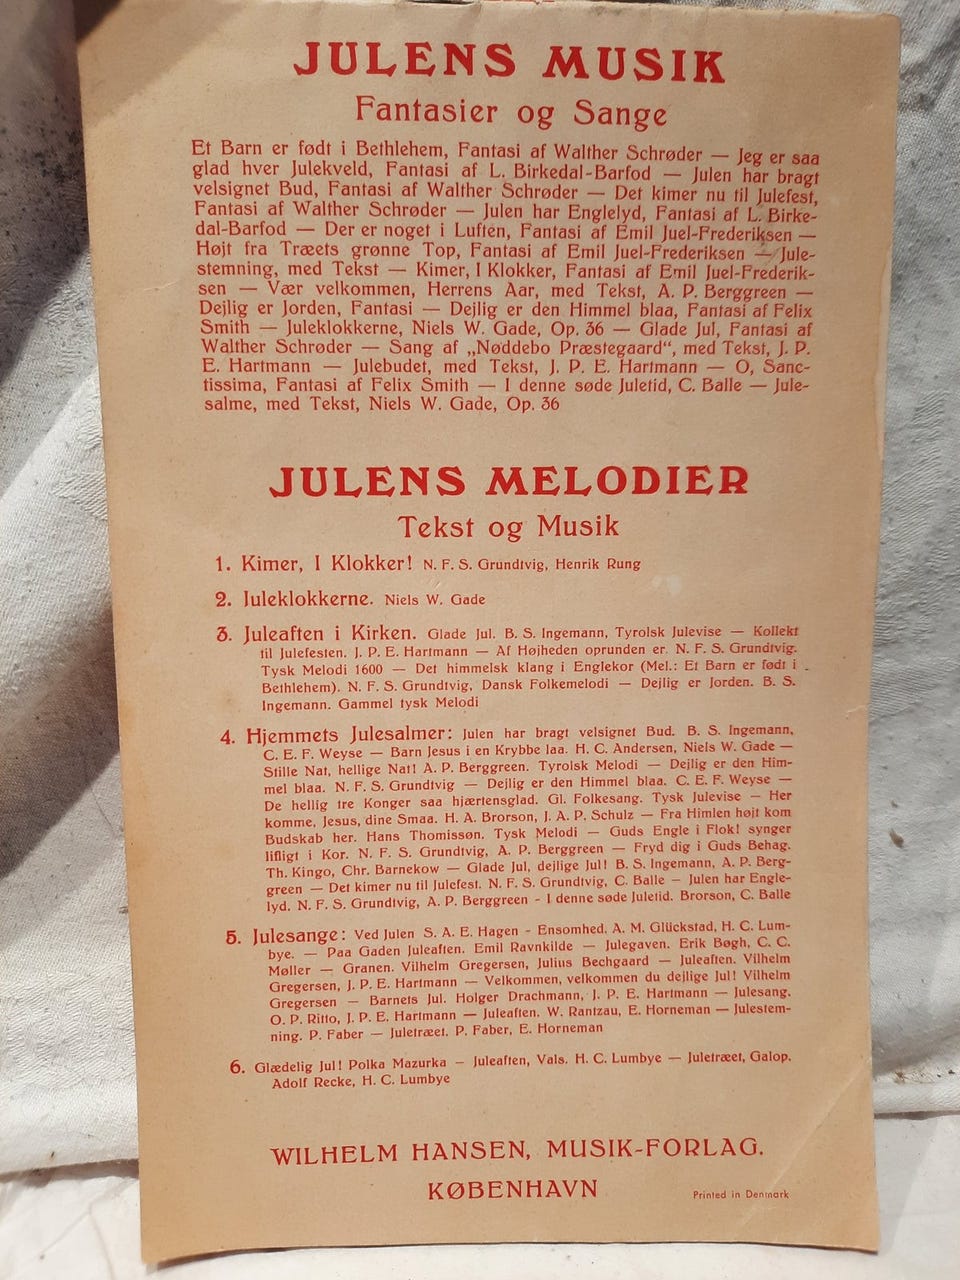 JULENS MUSIK
Fantasier og Sange
Et Barn er født i Bethlehem, Fantasi af Walther Schrøder — Jeg er saa
glad hver Julekveld, Fantasi af L. Birkedal-Barfod — Julen har bragt
velsignet Bud, Fantasi af Walther Schrøder — Det kimer nu til Julefest,
Fantasi af Walther Schrøder — Julen har Englelyd, Fantasi af L. Birke-
dal-Barfod — Der er noget i Luften, Fantasi af Emil Juel-Frederiksen —
Højt fra Træets grønne Top, Fantasi af Emil Juel-Frederiksen — Jule-
stemning, med Tekst — Kimer, I Klokker, Fantasi af Emil Juel-Frederik-
sen — Vær velkommen, Herrens Aar, med Tekst, A. P. Berggreen —
Dejlig er Jorden, Fantasi — Dejlig er den Himmel blaa, Fantasi af Felix
Smith — Juleklokkerne, Niels W. Gade, Op. 36 — Glade Jul, Fantasi af
Walther Schrøder — Sang af „Nøddebo Præstegaard“, med Tekst, J. P.
E. Hartmann — Julebudet, med Tekst, J. P. E. Hartmann — O, Sanc-
tissima, Fantasi af Felix Smith — I denne søde Juletid, C. Balle — Jule-
salme, med Tekst, Niels W. Gade, Op. 36
JULENS MELODIER
Tekst og Musik
1. Kimer, I Klokker! N. F. S. Grundtvig, Henrik Rung
2. Juleklokkerne. Niels W. Gade
3. Juleaften i Kirken. Glade Jul. B. S. Ingemann, Tyrolsk Julevise — Kollekt
til Julefesten. J. P. E. Hartmann — Af Højheden oprunden er. N. F. S. Grundtvig.
Tysk Melodi 1600 — Det himmelsk klang i Englekor (Mel.: Et Barn er født i
Bethlehem). N. F. S. Grundtvig, Dansk Folkemelodi — Dejlig er Jorden. B. S.
Ingemann. Gammel tysk Melodi
4. Hjemmets Julesalmer: Julen har bragt velsignet Bud. B. S. Ingemann,
C. E. F. Weyse — Barn Jesus i en Krybbe laa. H. C. Andersen, Niels W. Gade —
Stille Nat, hellige Nat! A. P. Berggreen. Tyrolsk Melodi — Dejlig er den Him-
mel blaa. N. F. S. Grundtvig — Dejlig er den Himmel blaa. C. E. F. Weyse —
De hellig tre Konger saa hjærtensglad. Gl. Folkesang. Tysk Julevise — Her
komme, Jesus, dine Smaa. H. A. Brorson, J. A. P. Schulz — Fra Himlen højt kom
Budskab her. Hans Thomissøn. Tysk Melodi — Guds Engle i Flok! synger
lifligt i Kor. N. F. S. Grundtvig, A. P. Berggreen — Fryd dig i Guds Behag.
Th. Kingo, Chr. Barnekow — Glade Jul, dejlige Jul! B. S. Ingemann, A. P. Berg-
green — Det kimer nu til Julefest. N. F. S. Grundtvig, C. Balle — Julen har Engle-
lyd. N. F. S. Grundtvig, A. P. Berggreen - I denne søde Juletid. Brorson, C. Balle
5. Julesange: Ved Julen S. A. E. Hagen - Ensomhed. A. M. Glückstad, H. C. Lum-
bye. — Paa Gaden Juleaften. Emil Ravnkilde — Julegaven. Erik Bøgh, C. C.
Møller — Granen. Vilhelm Gregersen, Julius Bechgaard — Juleaften. Vilhelm
Gregersen, J. P. E. Hartmann — Velkommen, velkommen du dejlige Jul! Vilhelm
Gregersen — Barnets Jul. Holger Drachmann, J. P. E. Hartmann — Julesang.
O. P. Ritto, J. P. E. Hartmann — Juleaften. W. Rantzau, E. Horneman — Julestem-
ning. P. Faber — Juletræet. P. Faber, E. Horneman
6. Glædelig Jul! Polka Mazurka — Juleaften, Vals. H. C. Lumbye — Juletræet, Galop.
Adolf Recke, H. C. Lumbye
WILHELM HANSEN, MUSIK-FORLAG.
KØBENHAVN
Printed in Denmark